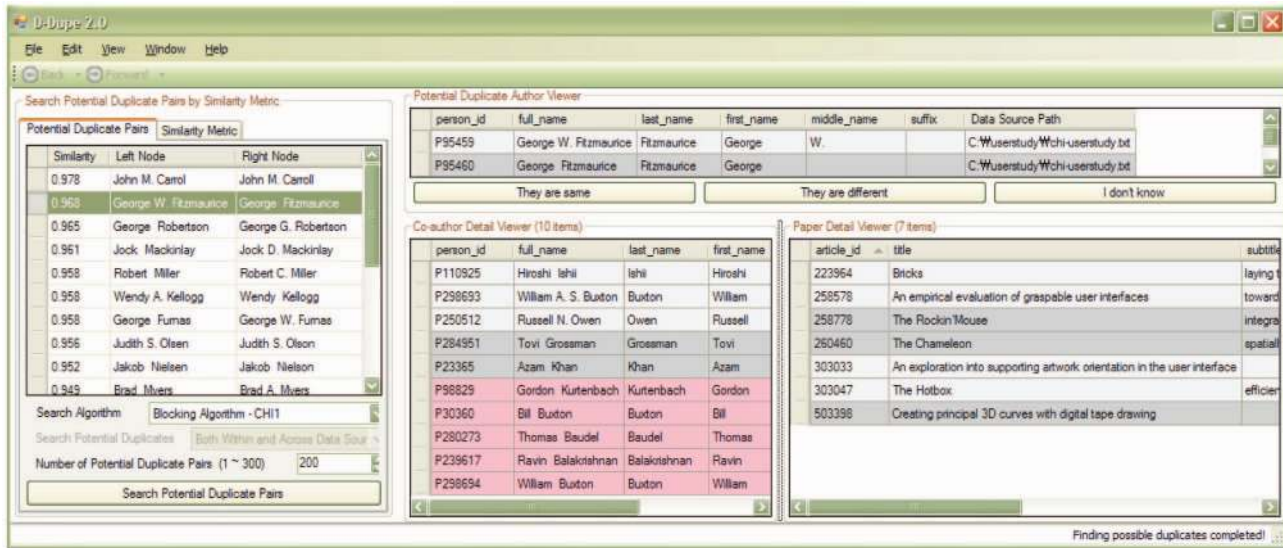 D-Dupe 2.0
File Edit View Window Help
Back Forward
Search Potential Duplicate Pairs by Similarity Metric
Potential Duplicate Pairs Similarity Metric
Similarity Left Node Right Node
0.978 John M. Carrol John M. Carroll
0.968 George W. Fitzmaurice George Fitzmaurice
0.965 George Robertson George G. Robertson
0.961 Jock Mackinlay Jock D. Mackinlay
0.958 Robert Miller Robert C. Miller
0.958 Wendy A. Kellogg Wendy Kellogg
0.958 George Furnas George W. Furnas
0.956 Judith S. Olsen Judith S. Olson
0.952 Jakob Nielsen Jakob Nielson
0.949 Brad Myers Brad A. Myers
Search Algorithm Blocking Algorithm - CHI1
Search Potential Duplicates Both Within and Across Data Sour
Number of Potential Duplicate Pairs (1 ~ 300) 200
Search Potential Duplicate Pairs
Potential Duplicate Author Viewer
person_id full_name last_name first_name middle_name suffix Data Source Path
P95459 George W. Fitzmaurice Fitzmaurice George W. C:₩userstudy₩chi-userstudy.txt
P95460 George Fitzmaurice Fitzmaurice George C:₩userstudy₩chi-userstudy.txt
They are same They are different I don't know
Co-author Detail Viewer (10 items)
person_id full_name last_name first_name
P110925 Hiroshi Ishii Ishii Hiroshi
P298693 William A. S. Buxton Buxton William
P250512 Russell N. Owen Owen Russell
P284951 Tovi Grossman Grossman Tovi
P23365 Azam Khan Khan Azam
P98829 Gordon Kurtenbach Kurtenbach Gordon
P30360 Bill Buxton Buxton Bill
P280273 Thomas Baudel Baudel Thomas
P239617 Ravin Balakrishnan Balakrishnan Ravin
P298694 William Buxton Buxton William
Paper Detail Viewer (7 items)
article_id title subtitle
223964 Bricks laying t
258578 An empirical evaluation of graspable user interfaces toward
258778 The Rockin'Mouse integra
260460 The Chameleon spatiall
303033 An exploration into supporting artwork orientation in the user interface
303047 The Hotbox efficien
503398 Creating principal 3D curves with digital tape drawing
Finding possible duplicates completed!